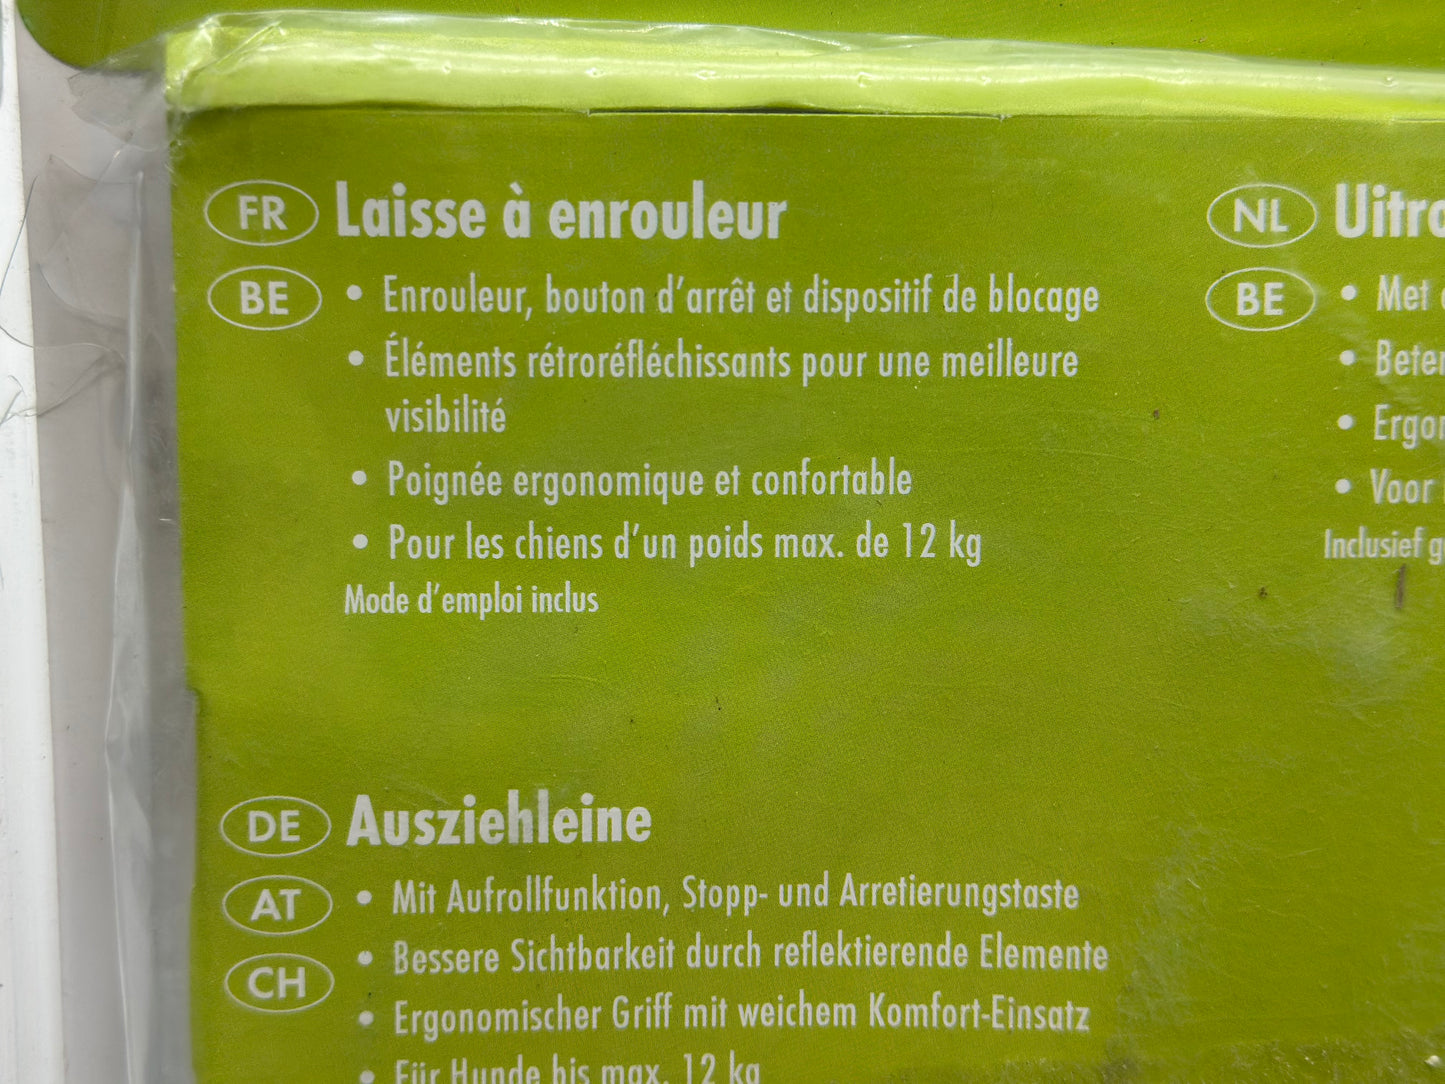 FR Laisse à enrouleur
BE
• Enrouleur, bouton d'arrêt et dispositif de blocage
• Éléments rétroréfléchissants pour une meilleure
visibilité
• Poignée ergonomique et confortable
• Pour les chiens d'un poids max. de 12 kg
Mode d'emploi inclus
NL
BE
• Met
•
•
• Voor
Inclusief
DE Ausziehleine
AT
CH
• Mit Aufrollfunktion, Stopp- und Arretierungstaste
• Bessere Sichtbarkeit durch reflektierende Elemente
• Ergonomischer Griff mit weichem Komfort-Einsatz
• Für Hunde bis max. 12 kg